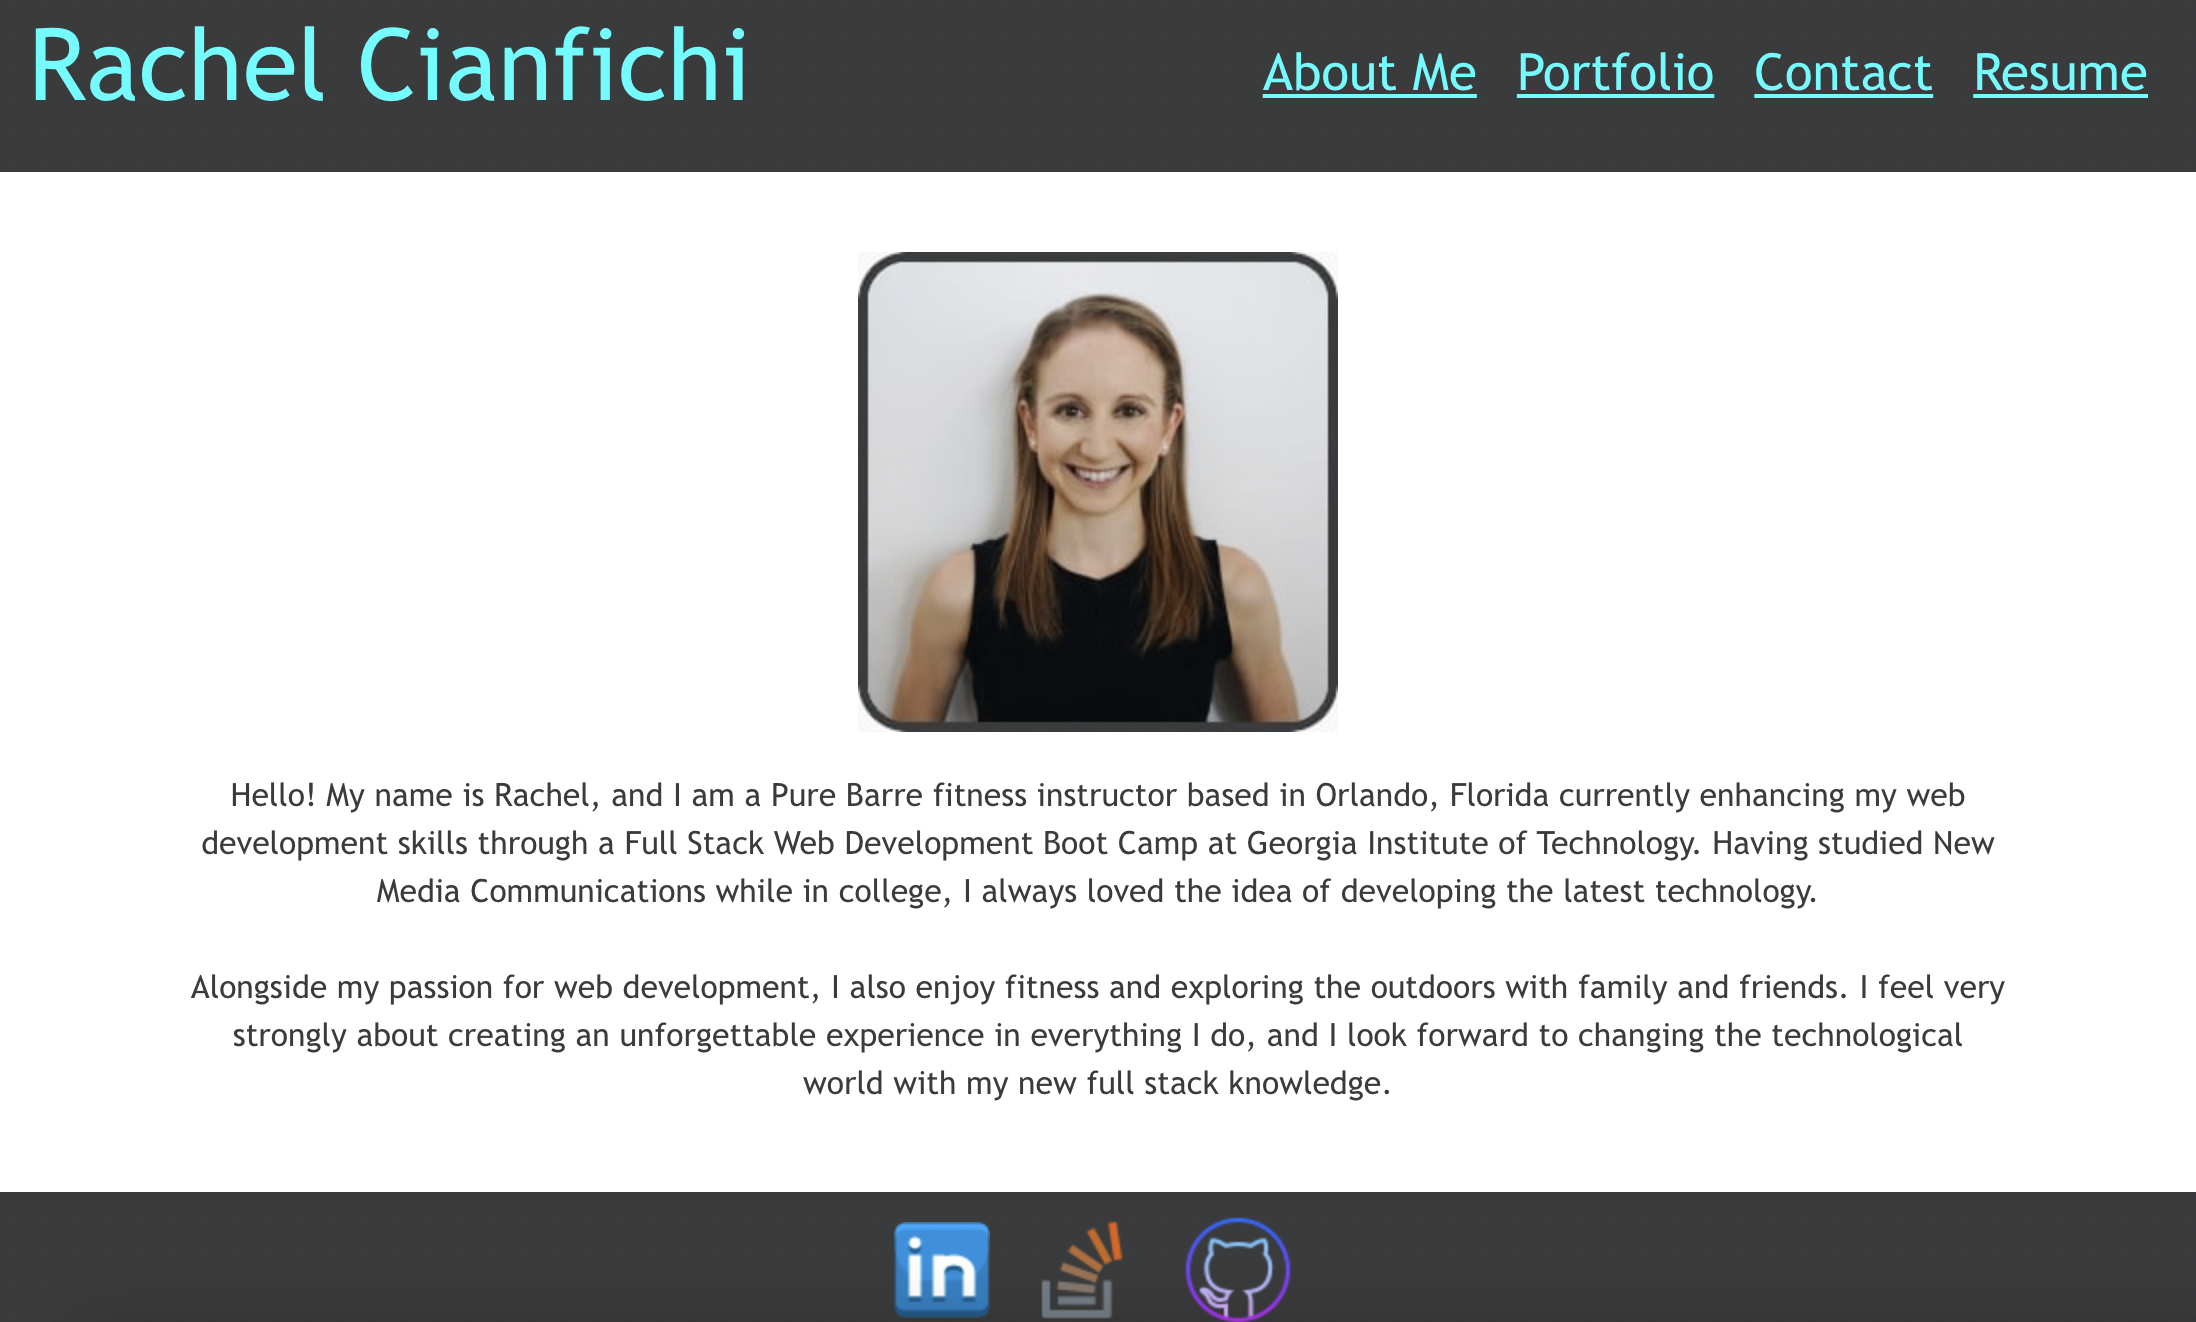 Rachel Cianfichi
About Me Portfolio Contact Resume
Hello! My name is Rachel, and I am a Pure Barre fitness instructor based in Orlando, Florida currently enhancing my web
development skills through a Full Stack Web Development Boot Camp at Georgia Institute of Technology. Having studied New
Media Communications while in college, I always loved the idea of developing the latest technology.
Alongside my passion for web development, I also enjoy fitness and exploring the outdoors with family and friends. I feel very
strongly about creating an unforgettable experience in everything I do, and I look forward to changing the technological
world with my new full stack knowledge.
in